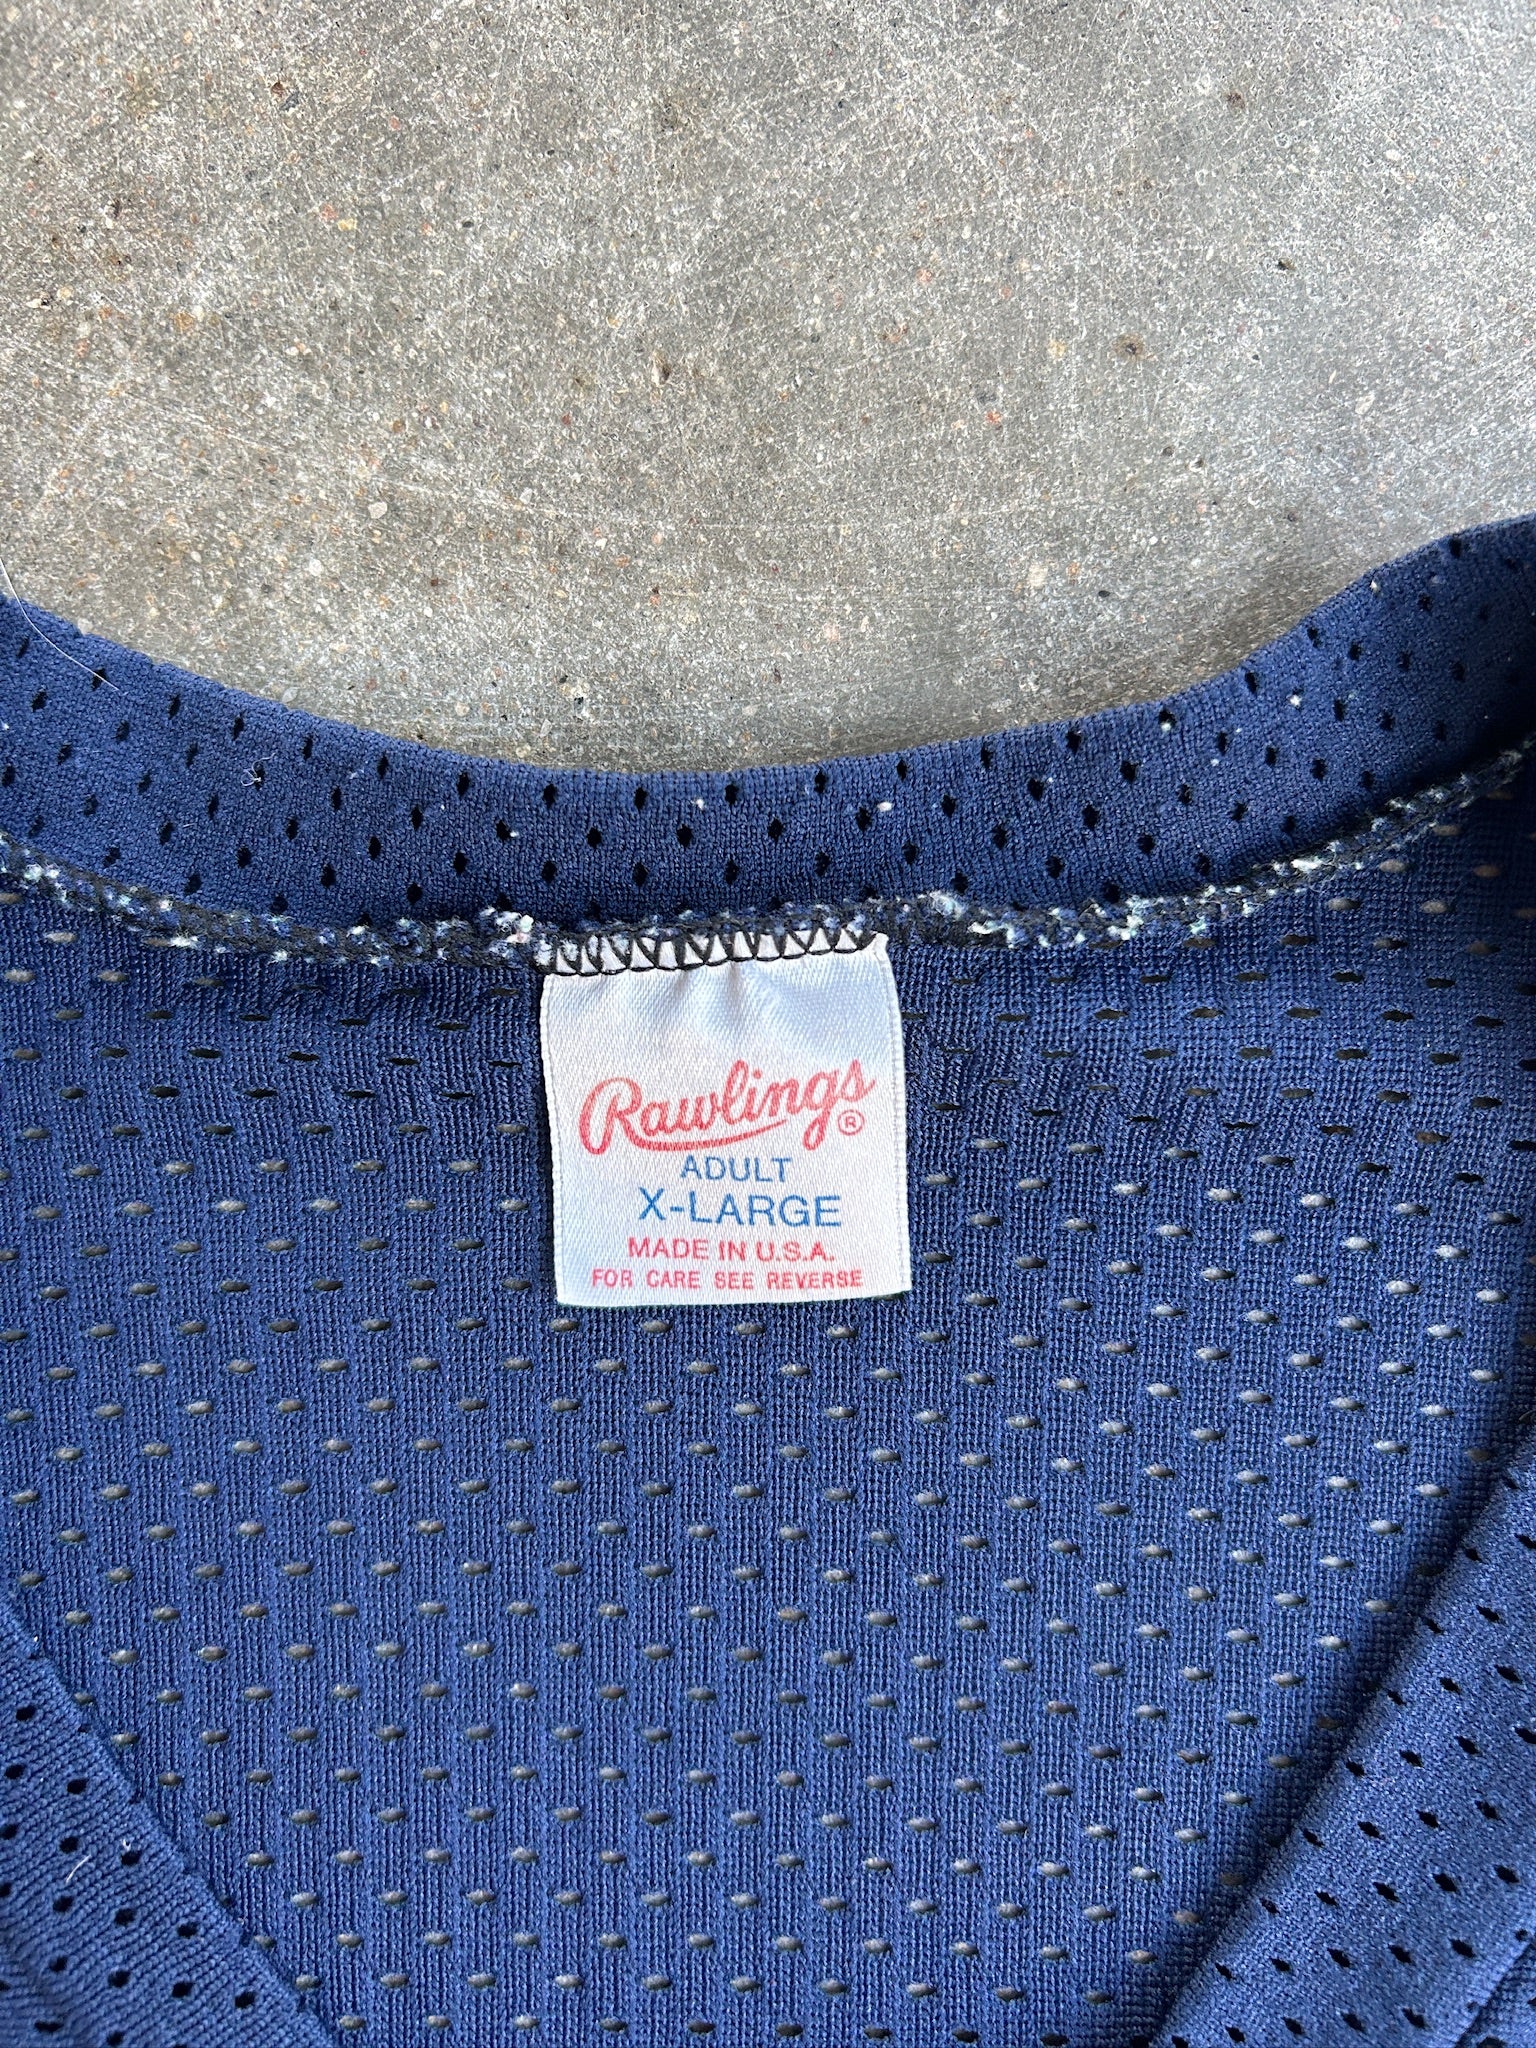 Rawlings®
ADULT
X-LARGE
MADE IN U.S.A.
FOR CARE SEE REVERSE